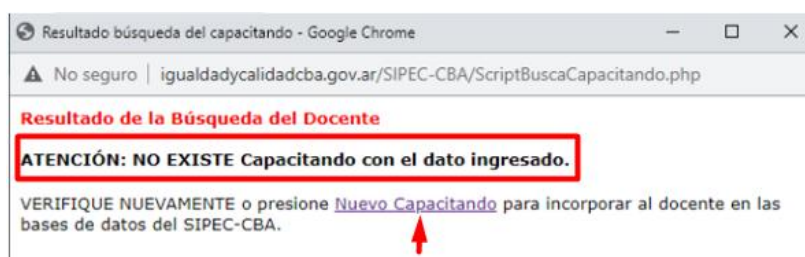 Resultado búsqueda del capacitando - Google Chrome
No seguro | igualdadycalidadcba.gov.ar/SIPEC-CBA/ScriptBuscaCapacitando.php
Resultado de la Búsqueda del Docente
ATENCIÓN: NO EXISTE Capacitando con el dato ingresado.
VERIFIQUE NUEVAMENTE o presione Nuevo Capacitando para incorporar al docente en las
bases de datos del SIPEC-CBA.